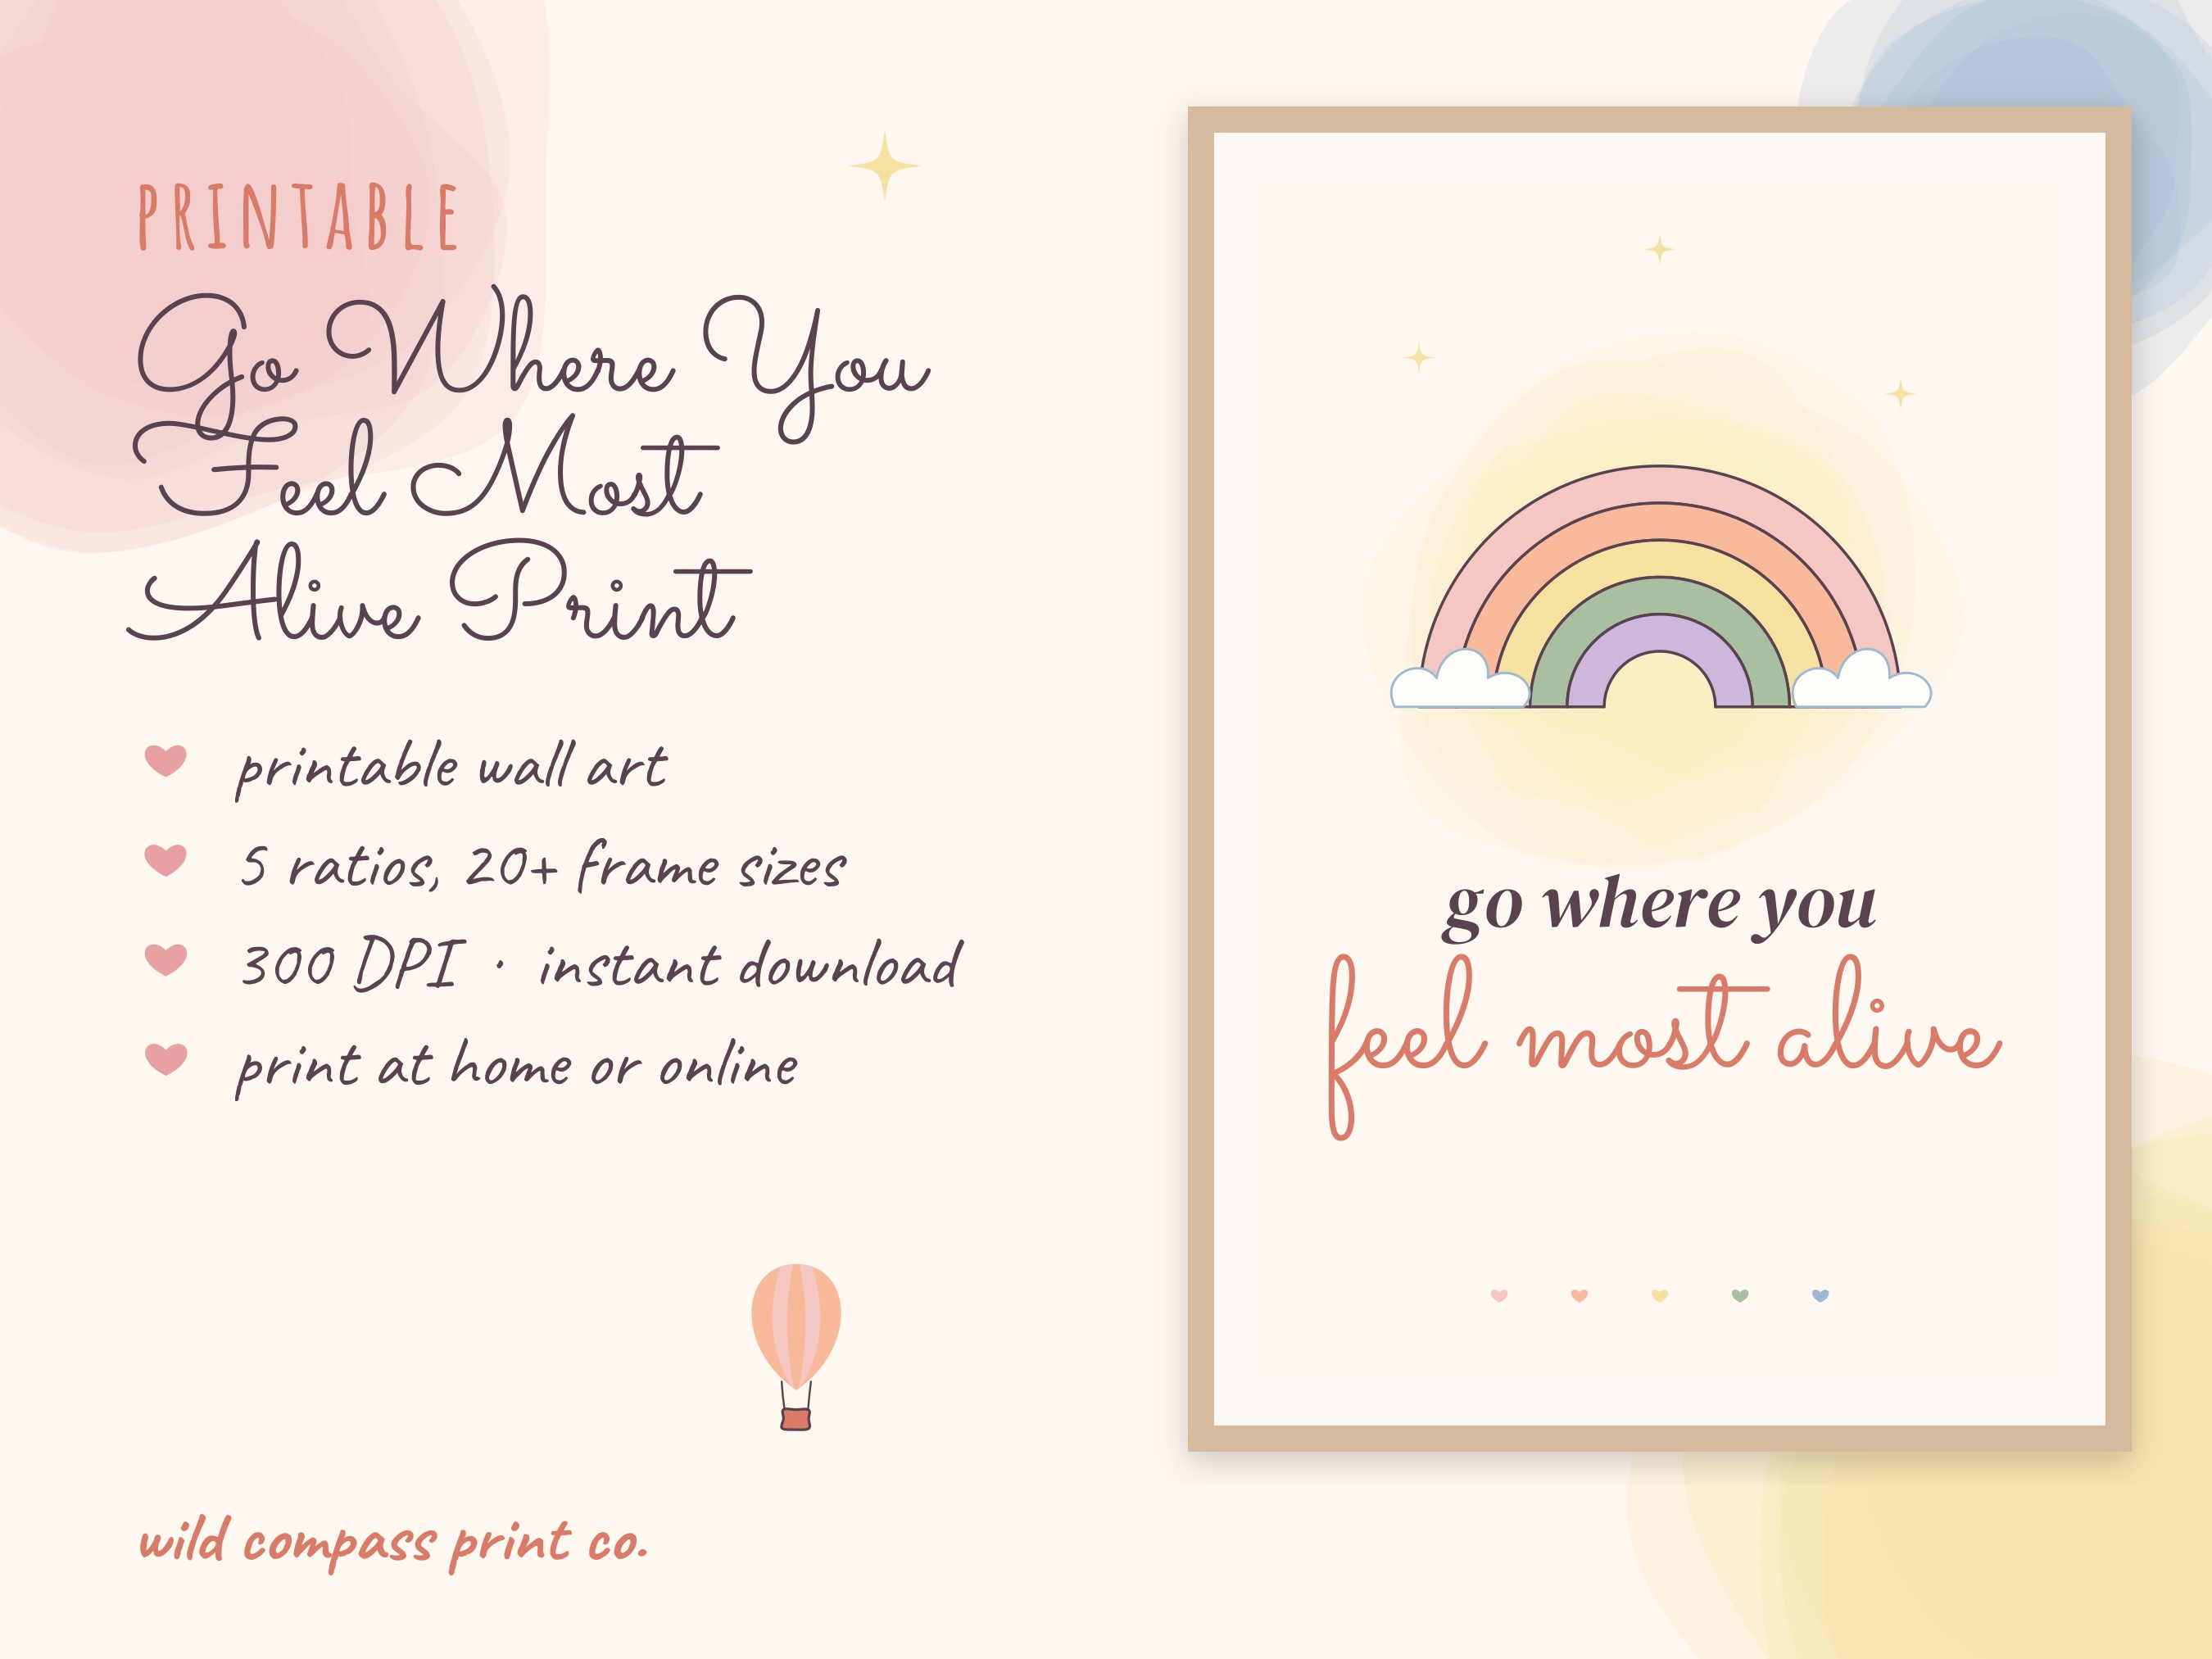 PRINTABLE
Go Where You
Feel Most
Alive Print
printable wall art
5 ratios, 20+ frame sizes
300 DPI · instant download
print at home or online
wild compass print co.
go where you
feel most alive